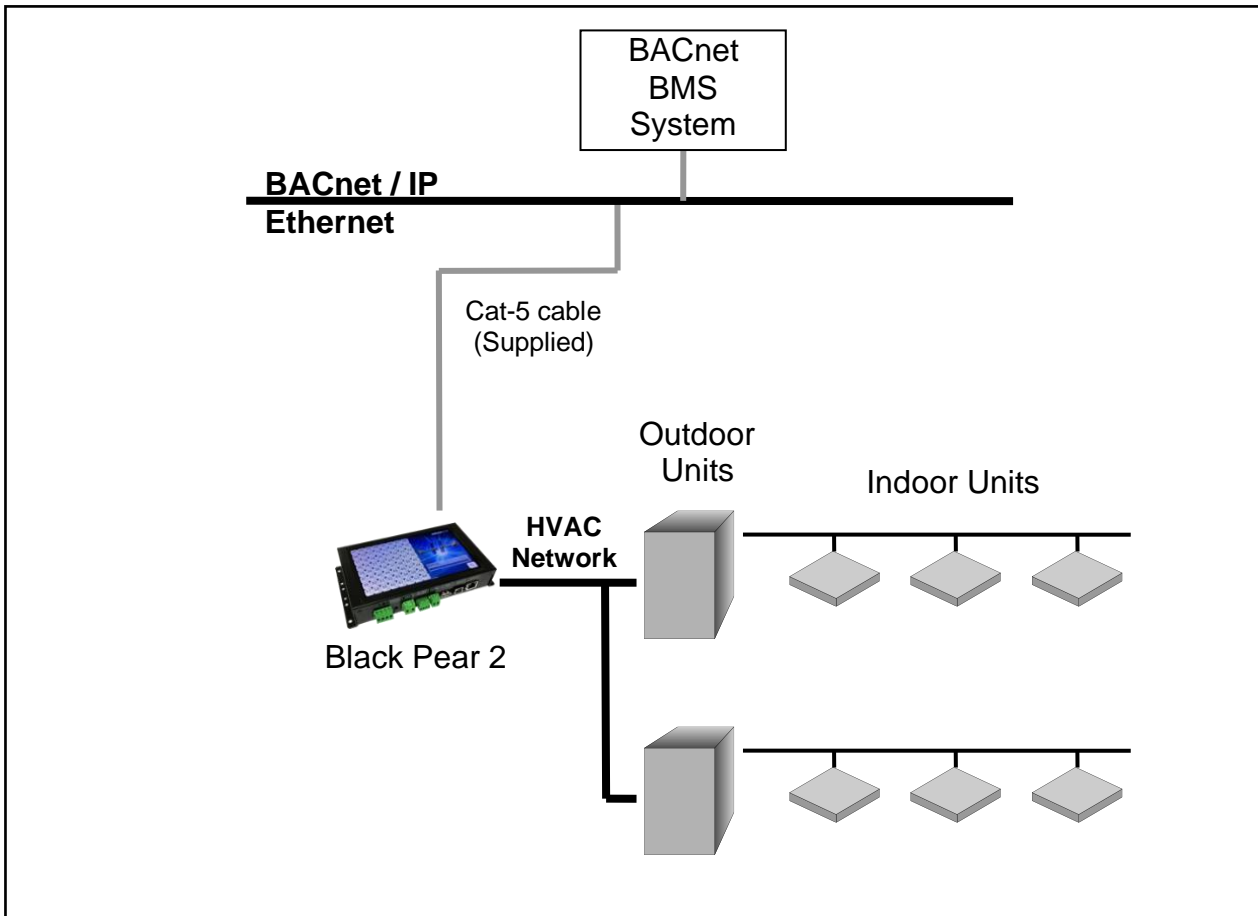 BACnet
BMS
System
BACnet / IP
Ethernet
Cat-5 cable
(Supplied)
Outdoor
Units
Indoor Units
HVAC
Network
Black Pear 2